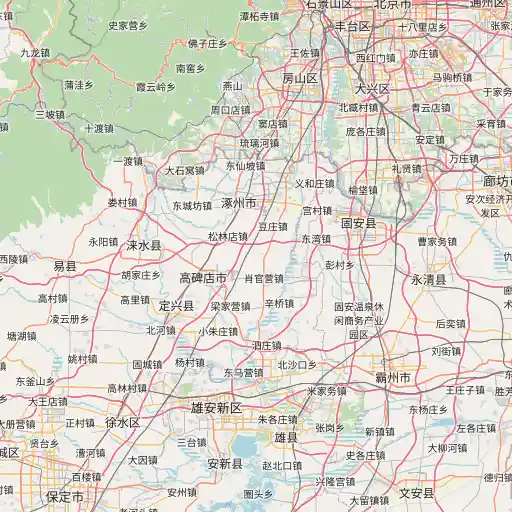 石景山区
北京市
通州区
潭柘寺镇
史家营乡
丰台区
十八里店乡
张家
佛子庄乡
王佐镇
西红门镇
亦庄镇
九龙镇
南窖乡
房山区
马驹桥镇
蒲洼乡
霞云岭乡
燕山
大兴区
于家务
三坡镇
周口店镇
北臧村镇
青云店镇
十渡镇
窦店镇
庞各庄镇
采育镇
琉璃河镇
安定镇
一渡镇
东仙坡镇
礼贤镇
万庄镇
大石窝镇
义和庄镇
榆垡镇
廊坊市
娄村镇
东城坊镇
涿州市
宫村镇
安次经济开
发区
固安县
豆庄镇
永阳镇
涞水县
松林店镇
东湾镇
曹家务镇
西陵镇
易县
彭村乡
仇
胡家庄乡
高碑店市
肖官营镇
永清县
高村镇
高里镇
定兴县
梁家营镇
辛桥镇
固安温泉休
闲商务产业
园区
凌云册乡
后奕镇
塘湖镇
北河镇
小朱庄镇
泗庄镇
刘街镇
信
姚村镇
固城镇
杨村镇
北沙口乡
东釜山乡
东马营镇
霸州市
高林村镇
米家务镇
王庄子镇
胜芳
大王店镇
雄安新区
东杨庄乡
大册营镇
正村镇
徐水区
朱各庄镇
张岗乡
新镇镇
左各庄镇
贤台乡
三台镇
雄县
大柳河镇
城区
漕河镇
大因镇
安新县
赵北口镇
史各庄镇
百楼镇
兴隆宫镇
德归镇
保定市
安州镇
圈头乡
大留镇镇
文安县
老河头镇